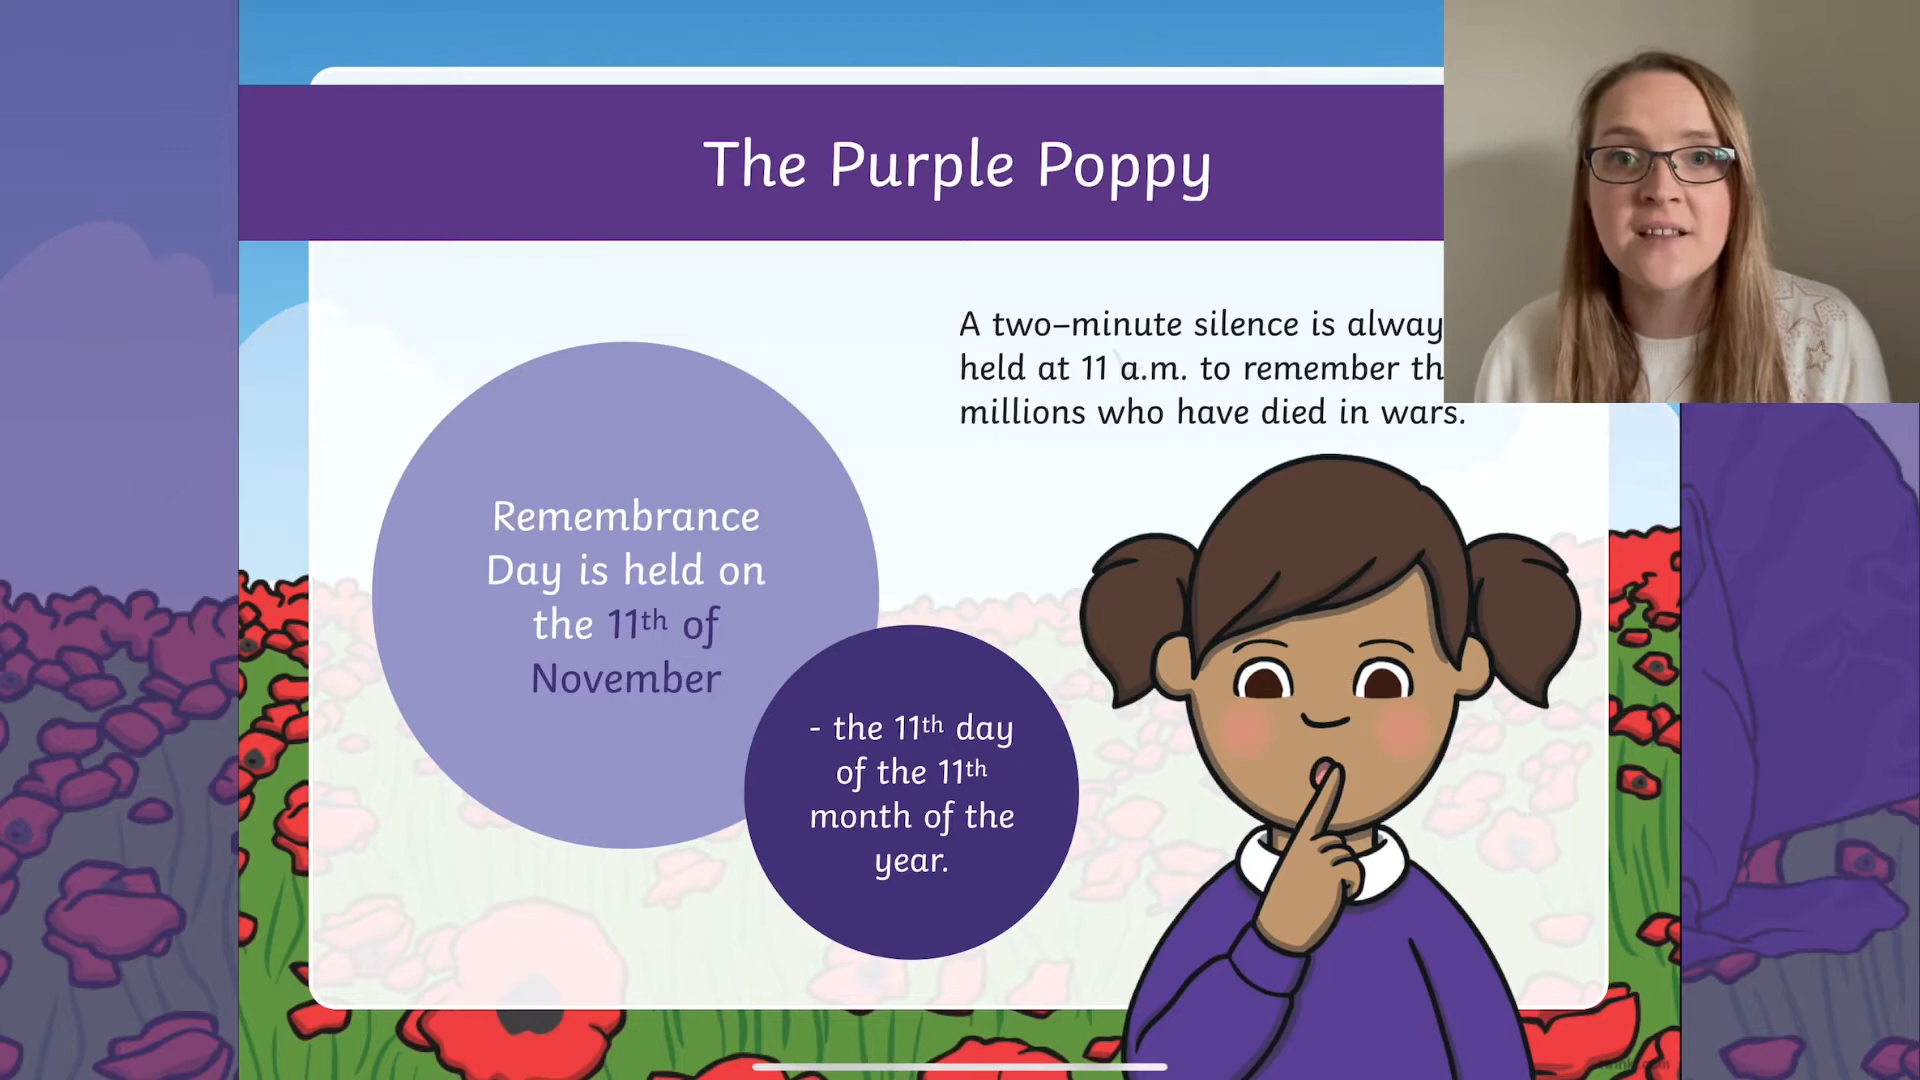 The Purple Poppy
A two–minute silence is alway
held at 11 a.m. to remember th
millions who have died in wars.
Remembrance
Day is held on
the 11th of
November
- the 11th day
of the 11th
month of the
year.